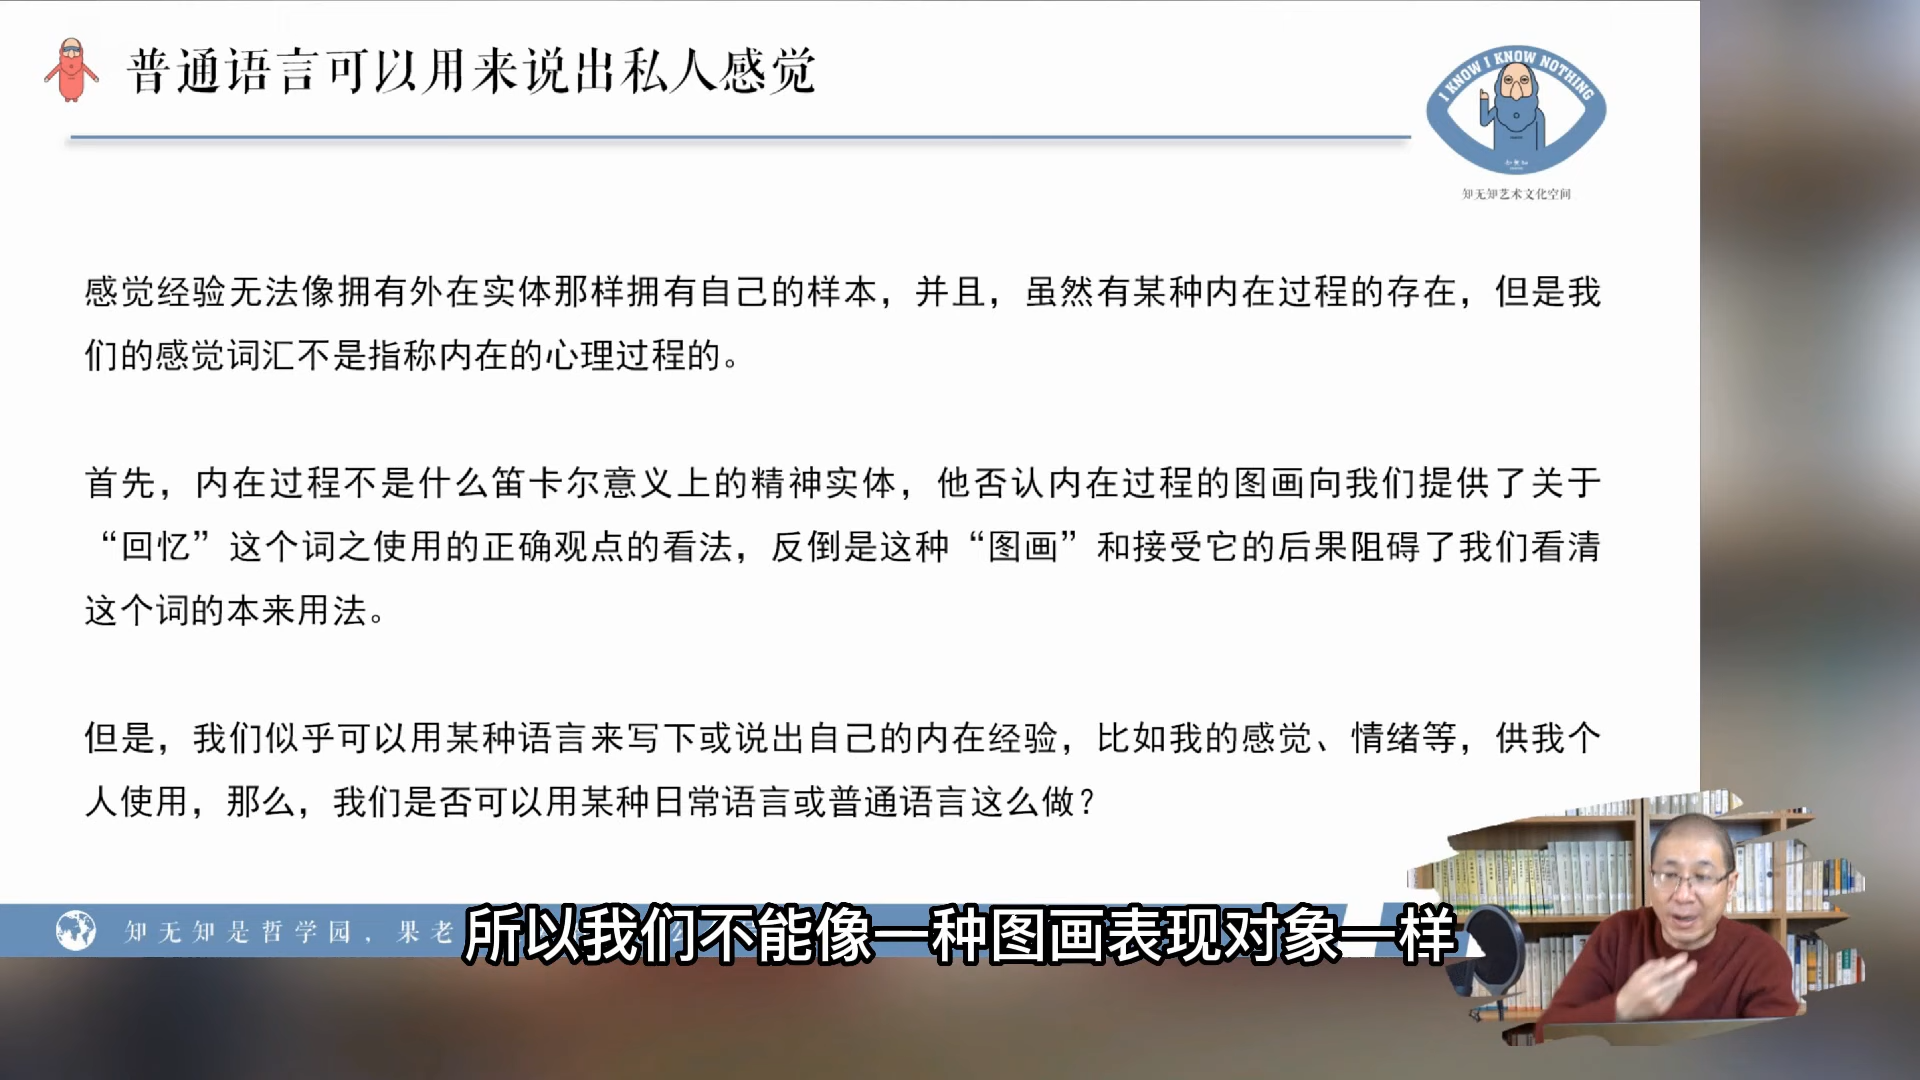 普通语言可以用来说出私人感觉
I KNOW I KNOW NOTHING
知无知
知无知艺术文化空间
感觉经验无法像拥有外在实体那样拥有自己的样本，并且，虽然有某种内在过程的存在，但是我
们的感觉词汇不是指称内在的心理过程的。
首先，内在过程不是什么笛卡尔意义上的精神实体，他否认内在过程的图画向我们提供了关于
“回忆”这个词之使用的正确观点的看法，反倒是这种“图画”和接受它的后果阻碍了我们看清
这个词的本来用法。
但是，我们似乎可以用某种语言来写下或说出自己的内在经验，比如我的感觉、情绪等，供我个
人使用，那么，我们是否可以用某种日常语言或普通语言这么做？
知无知是哲学园，果老
所以我们不能像一种图画表现对象一样